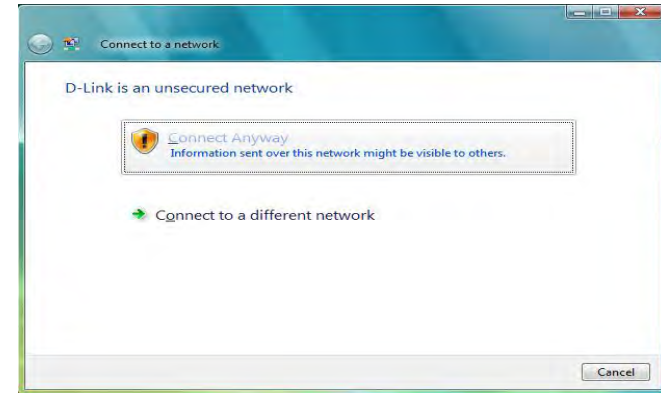 Connect to a network
D-Link is an unsecured network
Connect Anyway
Information sent over this network might be visible to others.
Connect to a different network
Cancel